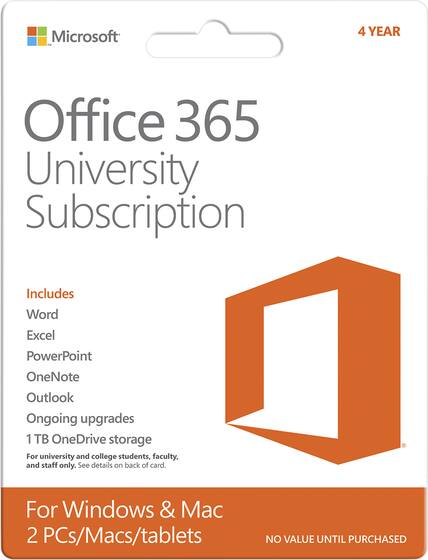 Microsoft
4 YEAR
Office 365
University
Subscription
Includes
Word
Excel
PowerPoint
OneNote
Outlook
Ongoing upgrades
1 TB OneDrive storage
For university and college students, faculty,
and staff only. See details on back of card.
For Windows & Mac
2 PCs/Macs/tablets
NO VALUE UNTIL PURCHASED